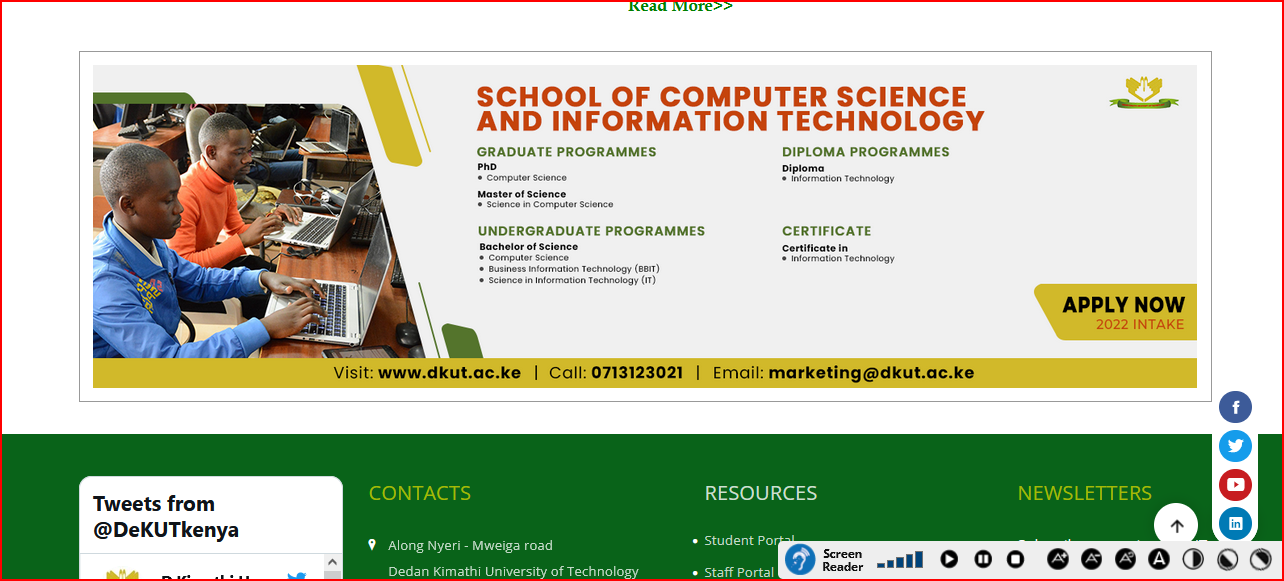 Read More>>
SCHOOL OF COMPUTER SCIENCE
AND INFORMATION TECHNOLOGY
GRADUATE PROGRAMMES
PhD
• Computer Science
Master of Science
• Science in Computer Science
DIPLOMA PROGRAMMES
Diploma
• Information Technology
UNDERGRADUATE PROGRAMMES
Bachelor of Science
• Computer Science
• Business Information Technology (BBIT)
• Science in Information Technology (IT)
CERTIFICATE
Certificate in
• Information Technology
APPLY NOW
2022 INTAKE
Visit: www.dkut.ac.ke | Call: 0713123021 | Email: marketing@dkut.ac.ke
Tweets from
@DeKUTkenya
CONTACTS
Along Nyeri - Mweiga road
Dedan Kimathi University of Technology
RESOURCES
• Student Portal
• Staff Portal
NEWSLETTERS
Screen
Reader